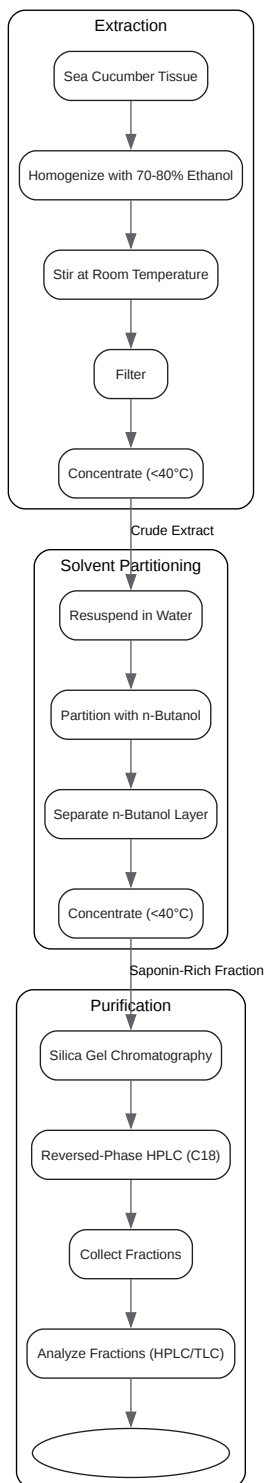 Extraction
Sea Cucumber Tissue
Homogenize with 70-80% Ethanol
Stir at Room Temperature
Filter
Concentrate (<40°C)
Crude Extract
Solvent Partitioning
Resuspend in Water
Partition with n-Butanol
Separate n-Butanol Layer
Concentrate (<40°C)
Saponin-Rich Fraction
Purification
Silica Gel Chromatography
Reversed-Phase HPLC (C18)
Collect Fractions
Analyze Fractions (HPLC/TLC)